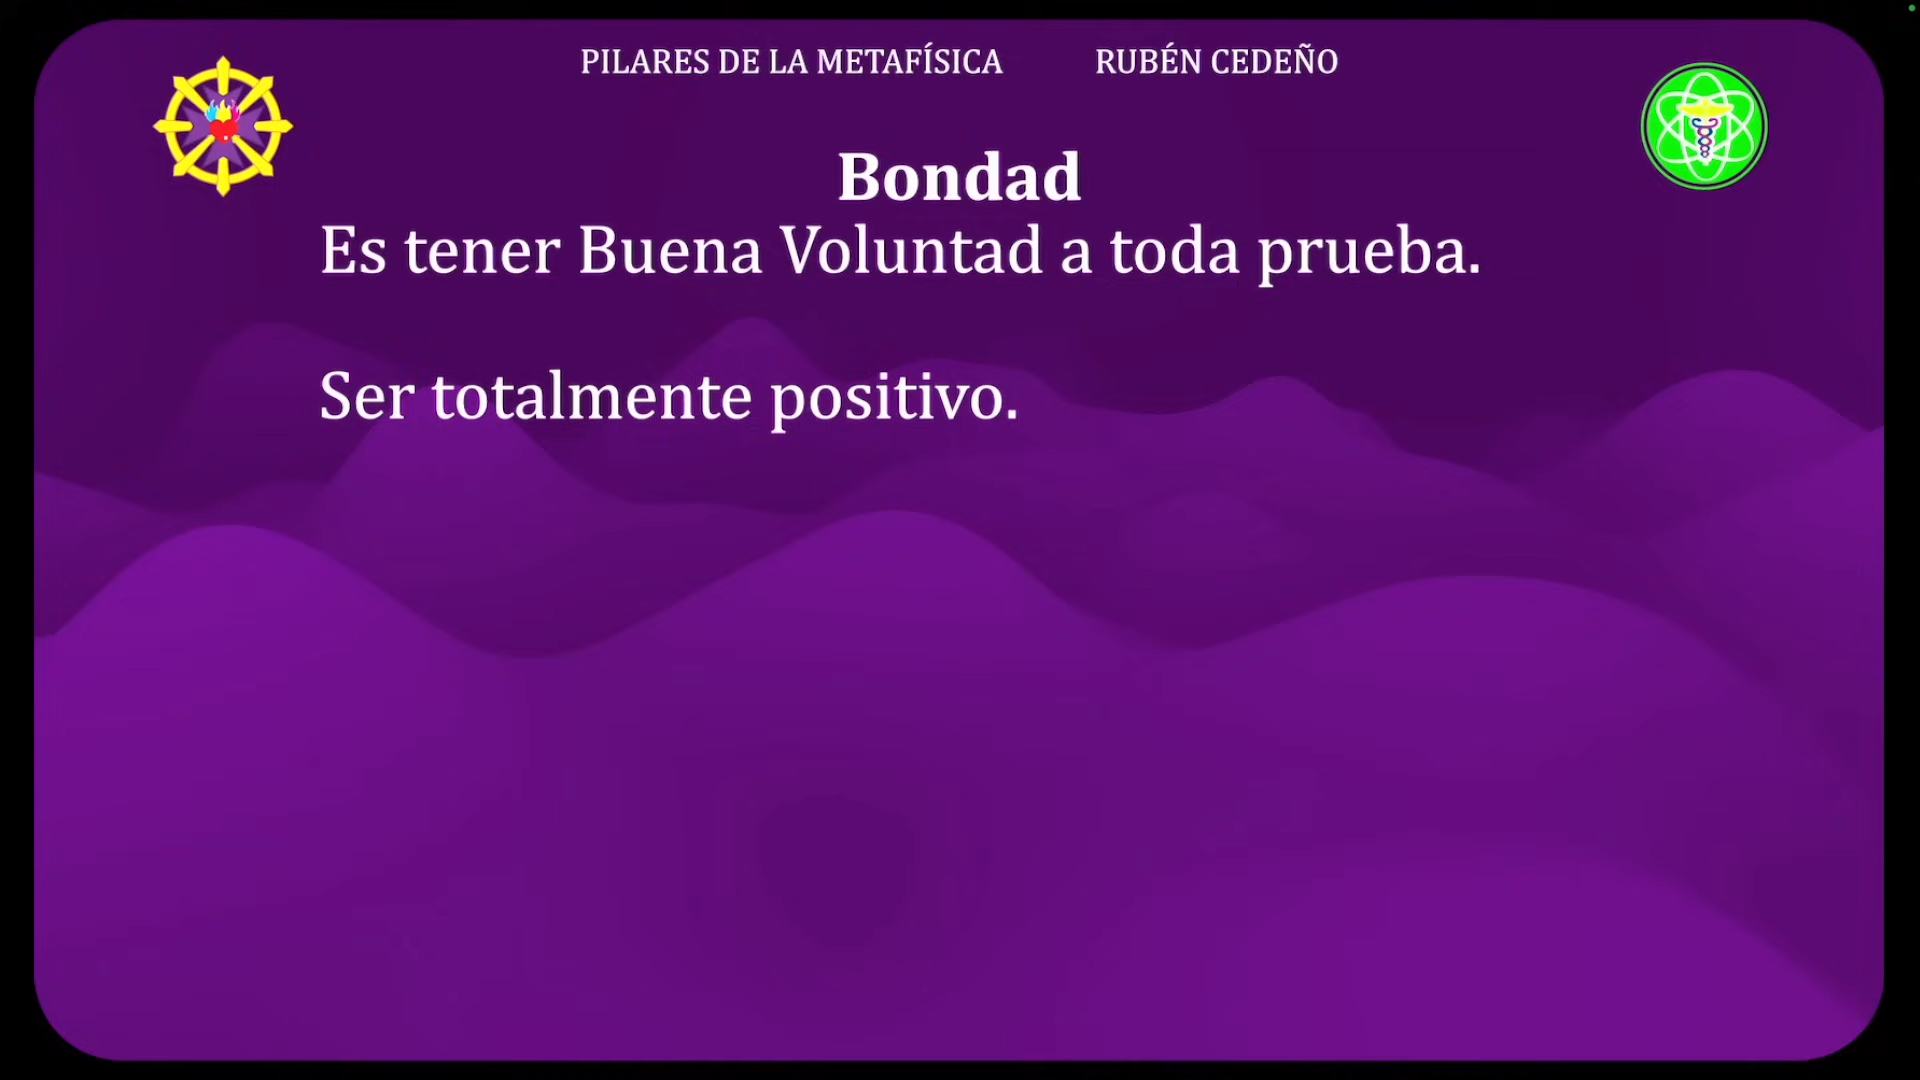 PILARES DE LA METAFÍSICA RUBÉN CEDEÑO
Bondad
Es tener Buena Voluntad a toda prueba.
Ser totalmente positivo.